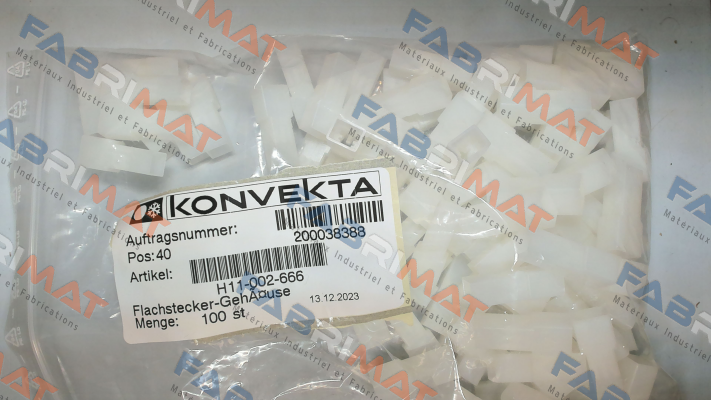 KONVEKTA
Auftragsnummer: 200038388
Pos: 40
Artikel: H11-002-666
Flachstecker-GehÄuse 13.12.2023
Menge: 100 st
FABRIMAT
Materiaux Industriel et Fabrications